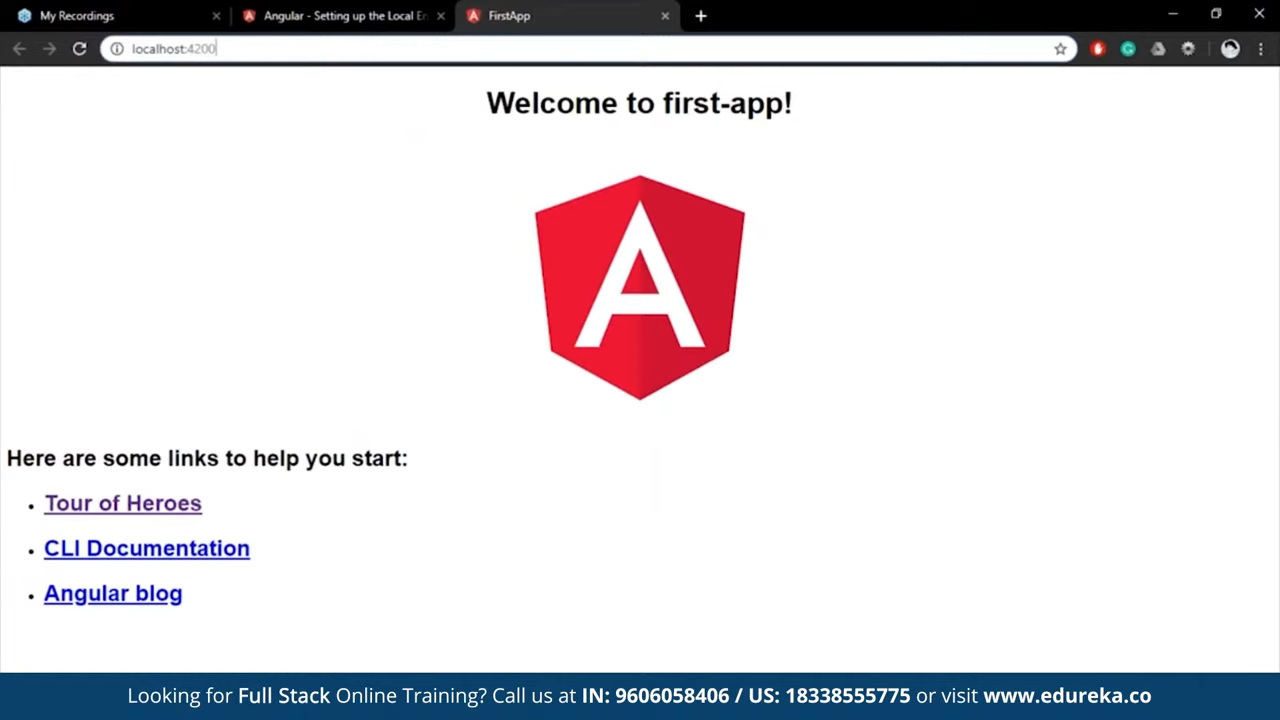 My Recordings
Angular - Setting up the Local En
FirstApp
localhost:4200
Welcome to first-app!
A
Here are some links to help you start:
Tour of Heroes
CLI Documentation
Angular blog
Looking for Full Stack Online Training? Call us at IN: 9606058406 / US: 18338555775 or visit www.edureka.co